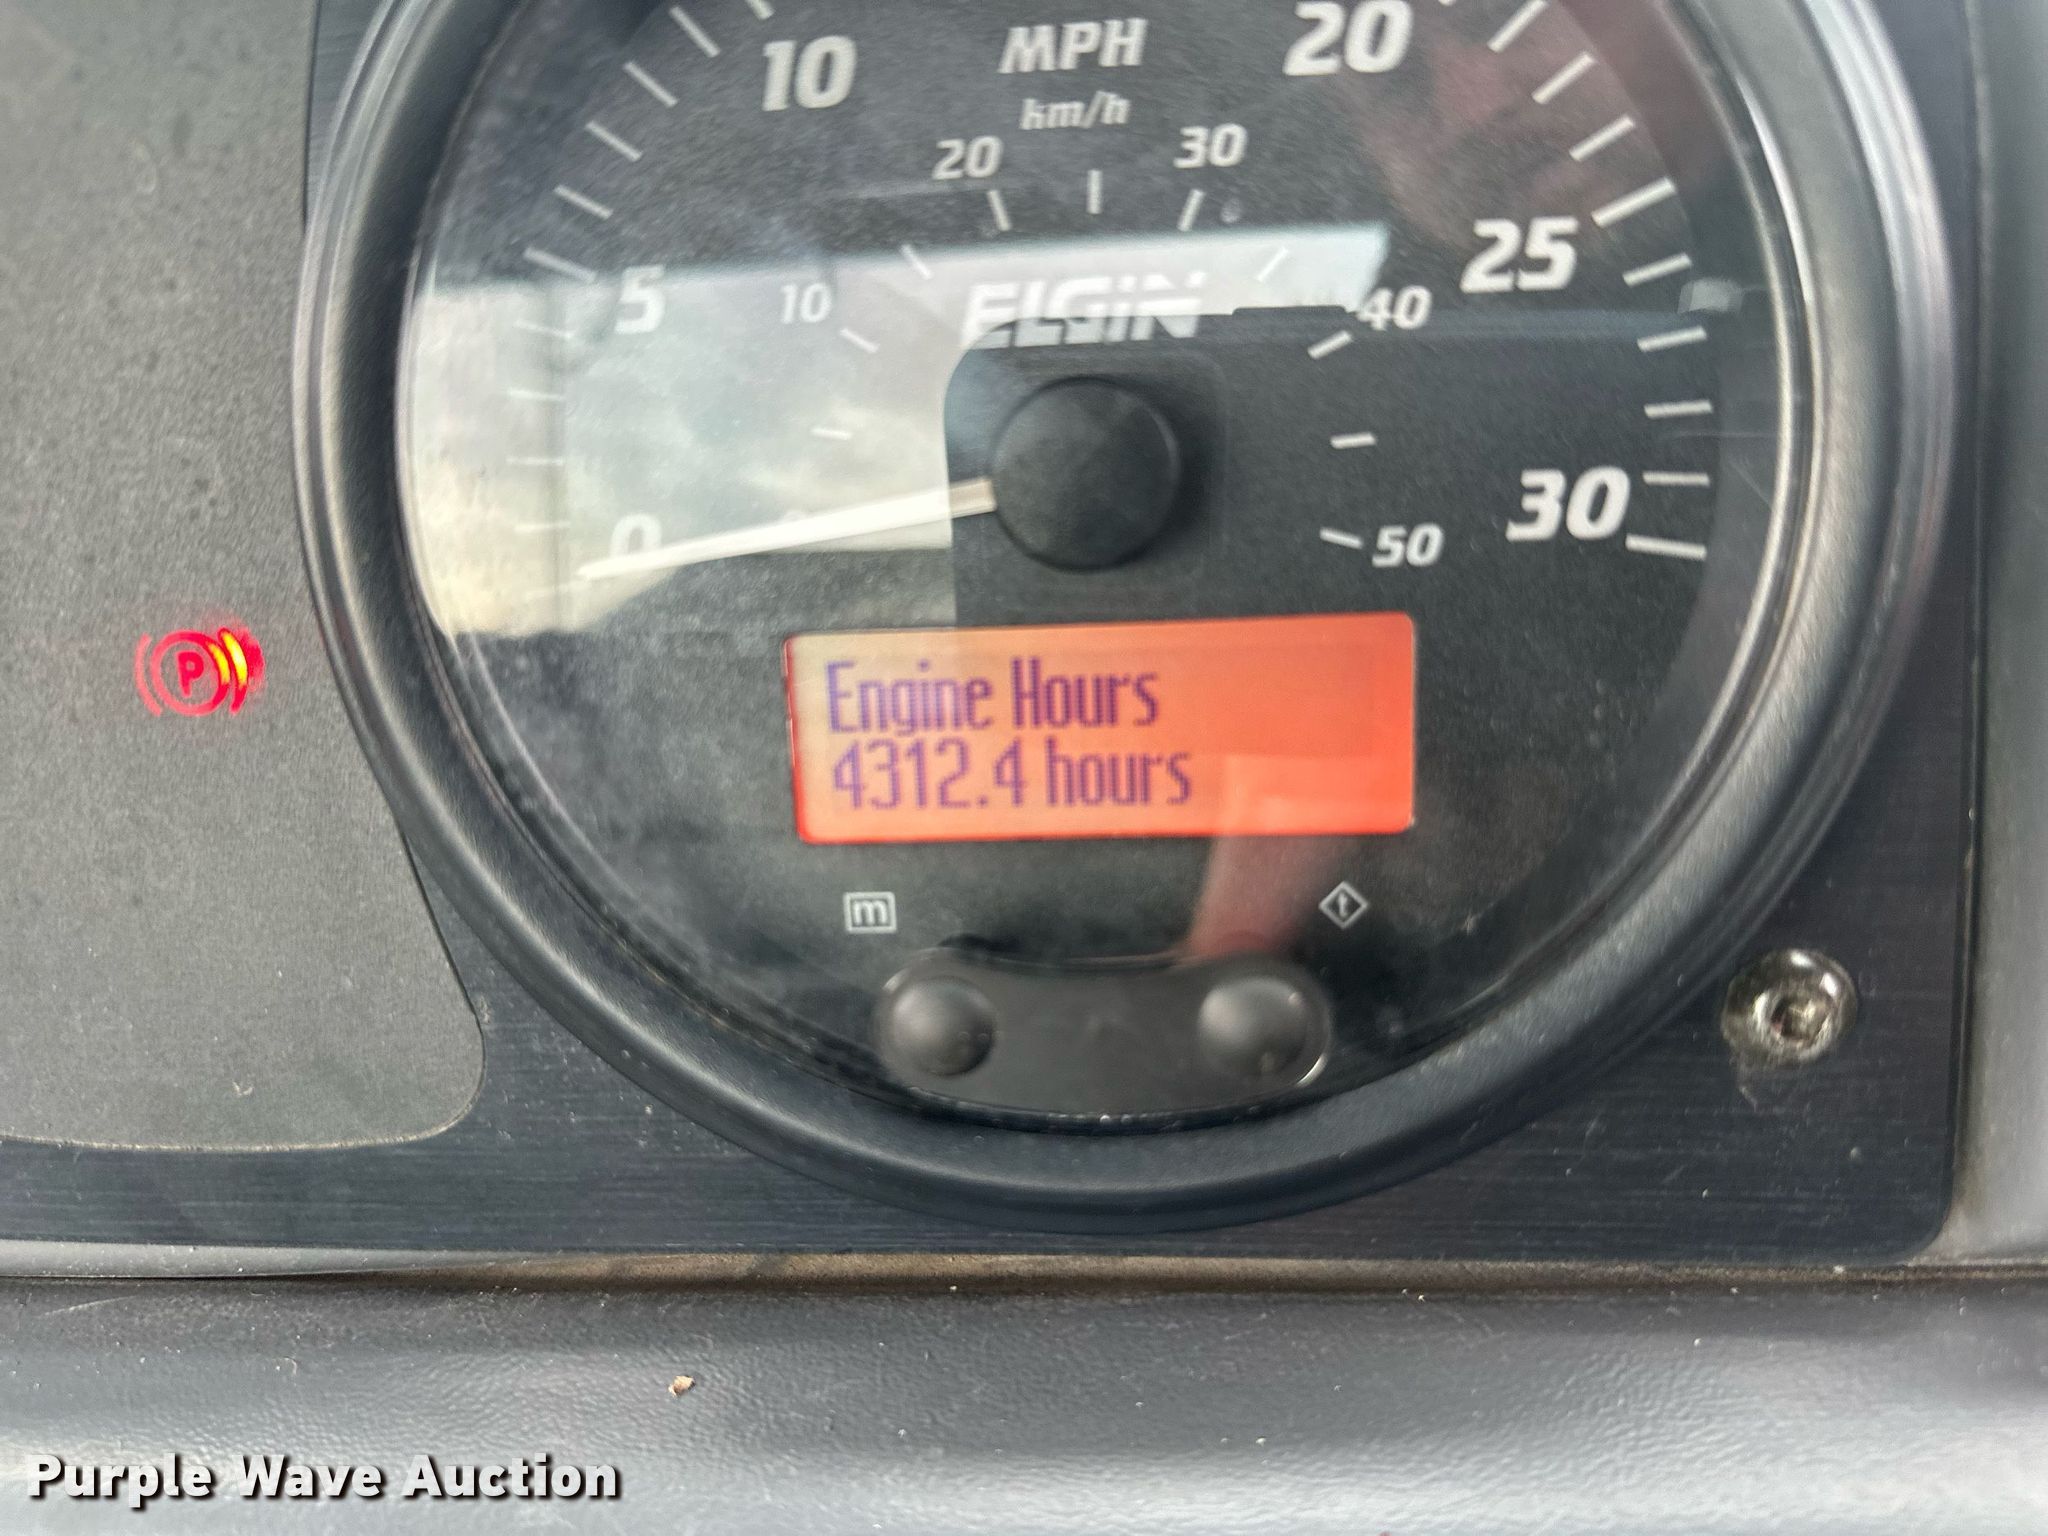 10 MPH 20
km/h
20 30
5 10 ELGIN 40 25
0 50 30
P
Engine Hours
4312.4 hours
m t
Purple Wave Auction